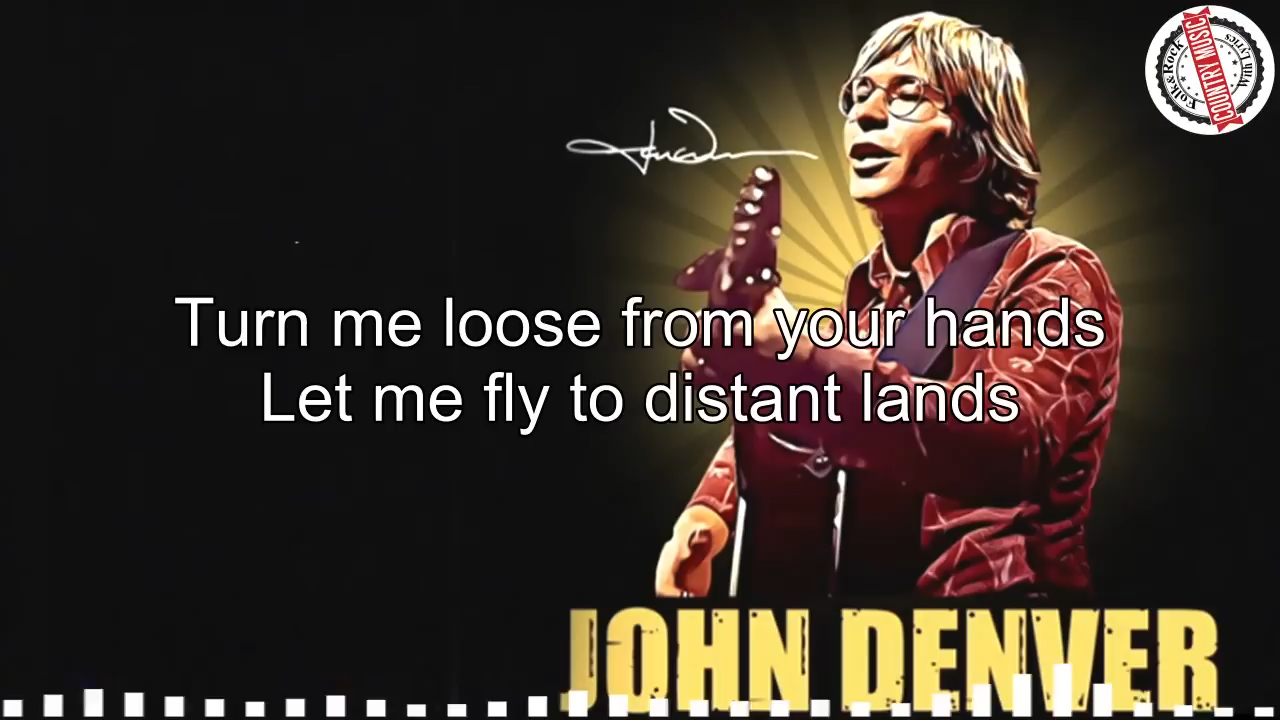 Folk&Rock
COUNTRY MUSIC
With Lyrics
Turn me loose from your hands
Let me fly to distant lands
JOHN DENVER